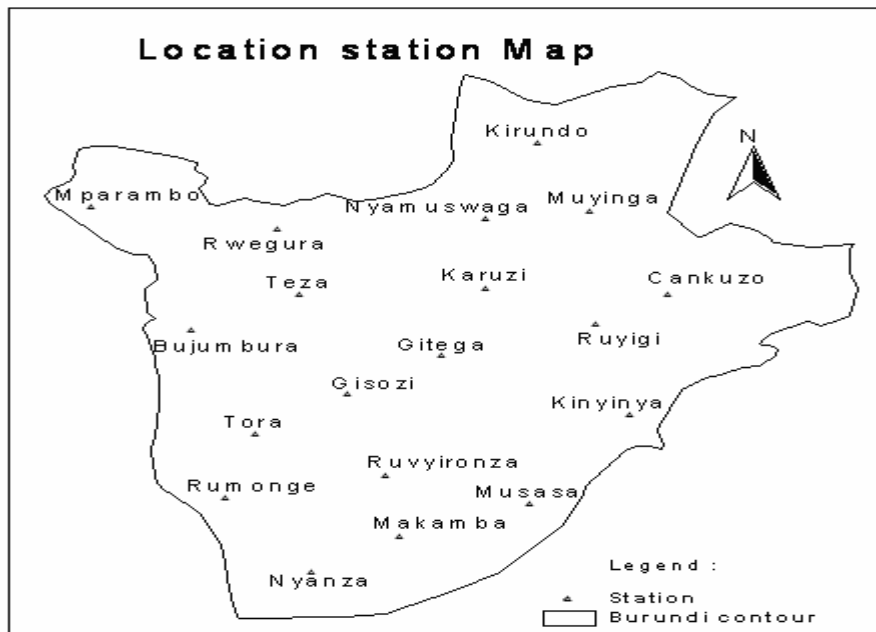 Location station Map
Kirundo
N
Mparambo
Nyamuswaga
Muyinga
Rwegura
Teza
Karuzi
Cankuzo
Bujumbura
Gitega
Ruyigi
Gisozi
Kinyinya
Tora
Ruvyironza
Rumonge
Musasa
Makamba
Nyanza
Legend :
Station
Burundi contour